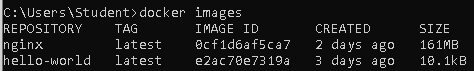 C:\Users\Student>docker images
REPOSITORY TAG IMAGE ID CREATED SIZE
nginx latest 0cf1d6af5ca7 2 days ago 161MB
hello-world latest e2ac70e7319a 3 days ago 10.1kB